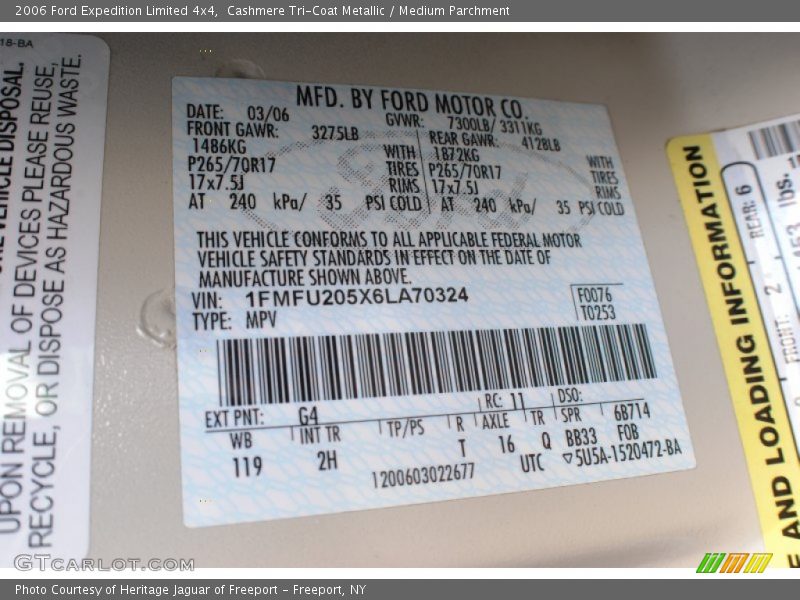 2006 Ford Expedition Limited 4x4,  Cashmere Tri-Coat Metallic / Medium Parchment
18-BA
VEHICLE DISPOSAL.
UPON REMOVAL OF DEVICES PLEASE REUSE,
RECYCLE, OR DISPOSE AS HAZARDOUS WASTE.
MFD. BY FORD MOTOR CO.
DATE: 03/06 GVWR: 7300LB/ 3311KG
FRONT GAWR: 3275LB REAR GAWR: 4128LB
1486KG WITH 1872KG WITH
P265/70R17 TIRES P265/70R17 TIRES
17x7.5J RIMS 17x7.5J RIMS
AT 240 kPa/ 35 PSI COLD AT 240 kPa/ 35 PSI COLD
Ford
THIS VEHICLE CONFORMS TO ALL APPLICABLE FEDERAL MOTOR
VEHICLE SAFETY STANDARDS IN EFFECT ON THE DATE OF
MANUFACTURE SHOWN ABOVE.
VIN: 1FMFU205X6LA70324 F0076
TYPE: MPV T0253
EXT PNT: G4 RC: 11 DSO:
WB INT TR TP/PS R AXLE TR SPR 6B714
119 2H T 16 Q BB33 FOB
1200603022677 UTC ▽5U5A-1520472-BA
AND LOADING INFORMATION
REAR: 6
FRONT: 2
lbs.
GTCARLOT.COM
Photo Courtesy of Heritage Jaguar of Freeport - Freeport, NY